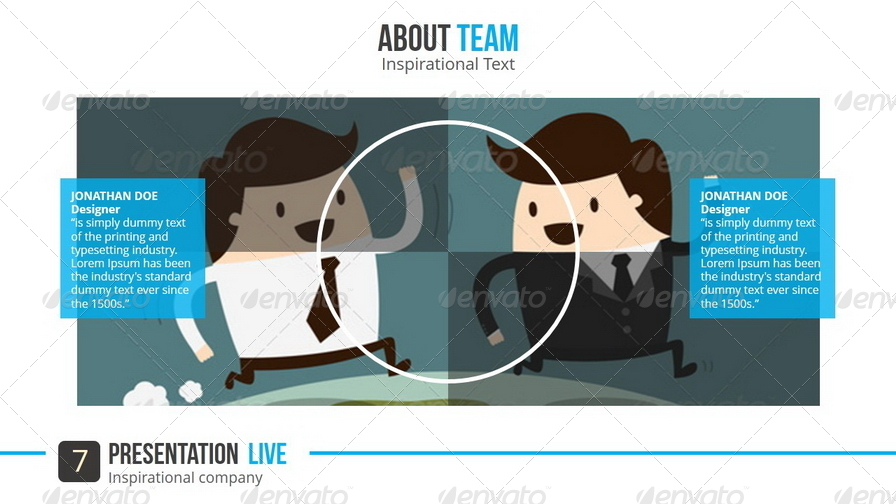 ABOUT TEAM
Inspirational Text
JONATHAN DOE
Designer
“is simply dummy text
of the printing and
typesetting industry.
Lorem Ipsum has been
the industry's standard
dummy text ever since
the 1500s.”
JONATHAN DOE
Designer
“is simply dummy text
of the printing and
typesetting industry.
Lorem Ipsum has been
the industry's standard
dummy text ever since
the 1500s.”
7
PRESENTATION LIVE
Inspirational company
envato